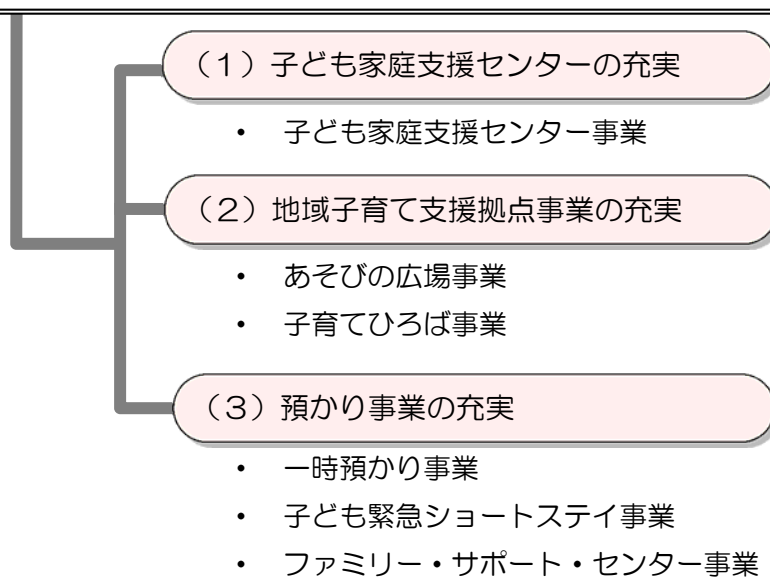 （１）子ども家庭支援センターの充実
・ 子ども家庭支援センター事業
（２）地域子育て支援拠点事業の充実
・ あそびの広場事業
・ 子育てひろば事業
（３）預かり事業の充実
・ 一時預かり事業
・ 子ども緊急ショートステイ事業
・ ファミリー・サポート・センター事業